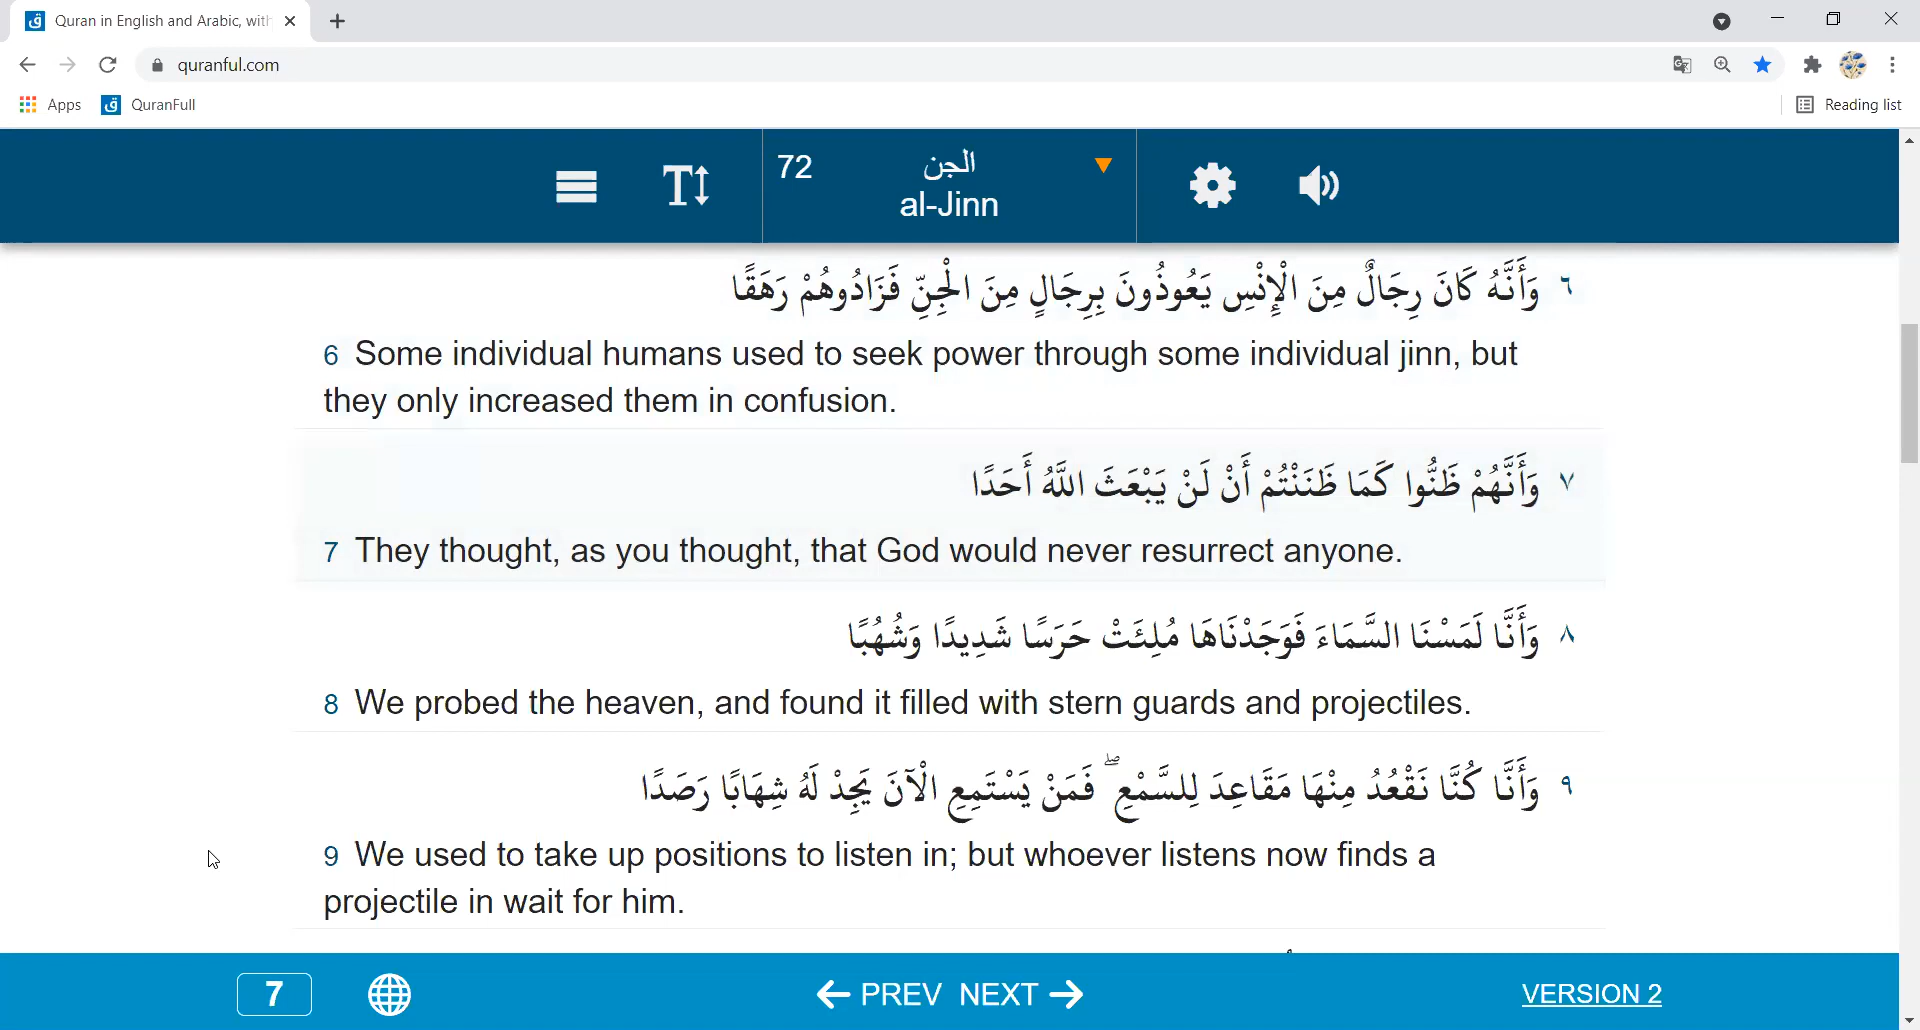 Quran in English and Arabic, with
quranful.com
Apps
QuranFull
Reading list
72
الجن
al-Jinn
٦ وَأَنَّهُ كَانَ رِجَالٌ مِنَ الْإِنْسِ يَعُوذُونَ بِرِجَالٍ مِنَ الْجِنِّ فَزَادُوهُمْ رَهَقًا
6 Some individual humans used to seek power through some individual jinn, but
they only increased them in confusion.
٧ وَأَنَّهُمْ ظَنُّوا كَمَا ظَنَنْتُمْ أَنْ لَنْ يَبْعَثَ اللَّهُ أَحَدًا
7 They thought, as you thought, that God would never resurrect anyone.
٨ وَأَنَّا لَمَسْنَا السَّمَاءَ فَوَجَدْنَاهَا مُلِئَتْ حَرَسًا شَدِيدًا وَشُهُبًا
8 We probed the heaven, and found it filled with stern guards and projectiles.
٩ وَأَنَّا كُنَّا نَقْعُدُ مِنْهَا مَقَاعِدَ لِلسَّمْعِ ۖ فَمَنْ يَسْتَمِعِ الْآنَ يَجِدْ لَهُ شِهَابًا رَصَدًا
9 We used to take up positions to listen in; but whoever listens now finds a
projectile in wait for him.
7
PREV NEXT
VERSION 2